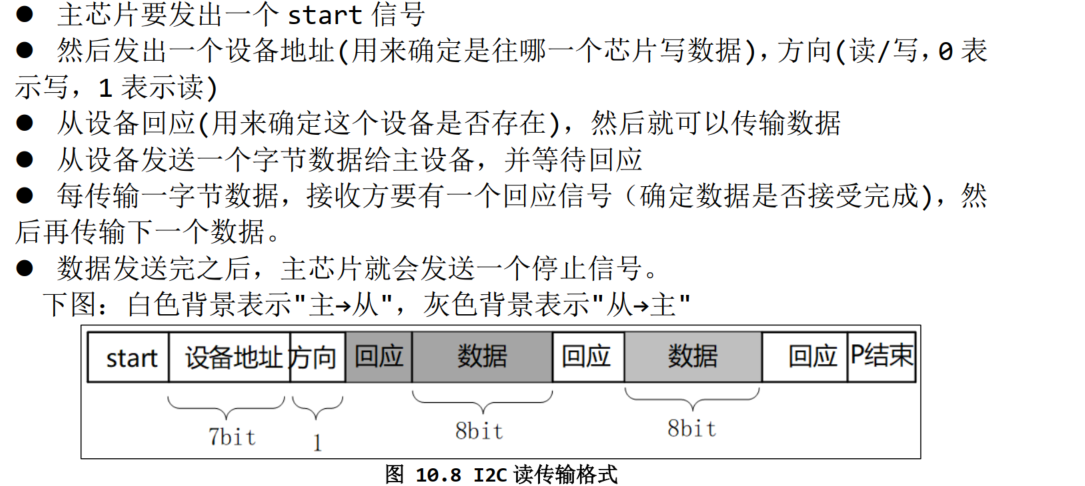 ● 主芯片要发出一个 start 信号
● 然后发出一个设备地址(用来确定是往哪一个芯片写数据)，方向(读/写，0 表
示写，1 表示读)
● 从设备回应(用来确定这个设备是否存在)，然后就可以传输数据
● 从设备发送一个字节数据给主设备，并等待回应
● 每传输一字节数据，接收方要有一个回应信号（确定数据是否接受完成)，然
后再传输下一个数据。
● 数据发送完之后，主芯片就会发送一个停止信号。
下图：白色背景表示"主→从"，灰色背景表示"从→主"
start 设备地址 方向 回应 数据 回应 数据 回应 P结束
7bit 1 8bit 8bit
图 10.8 I2C 读传输格式